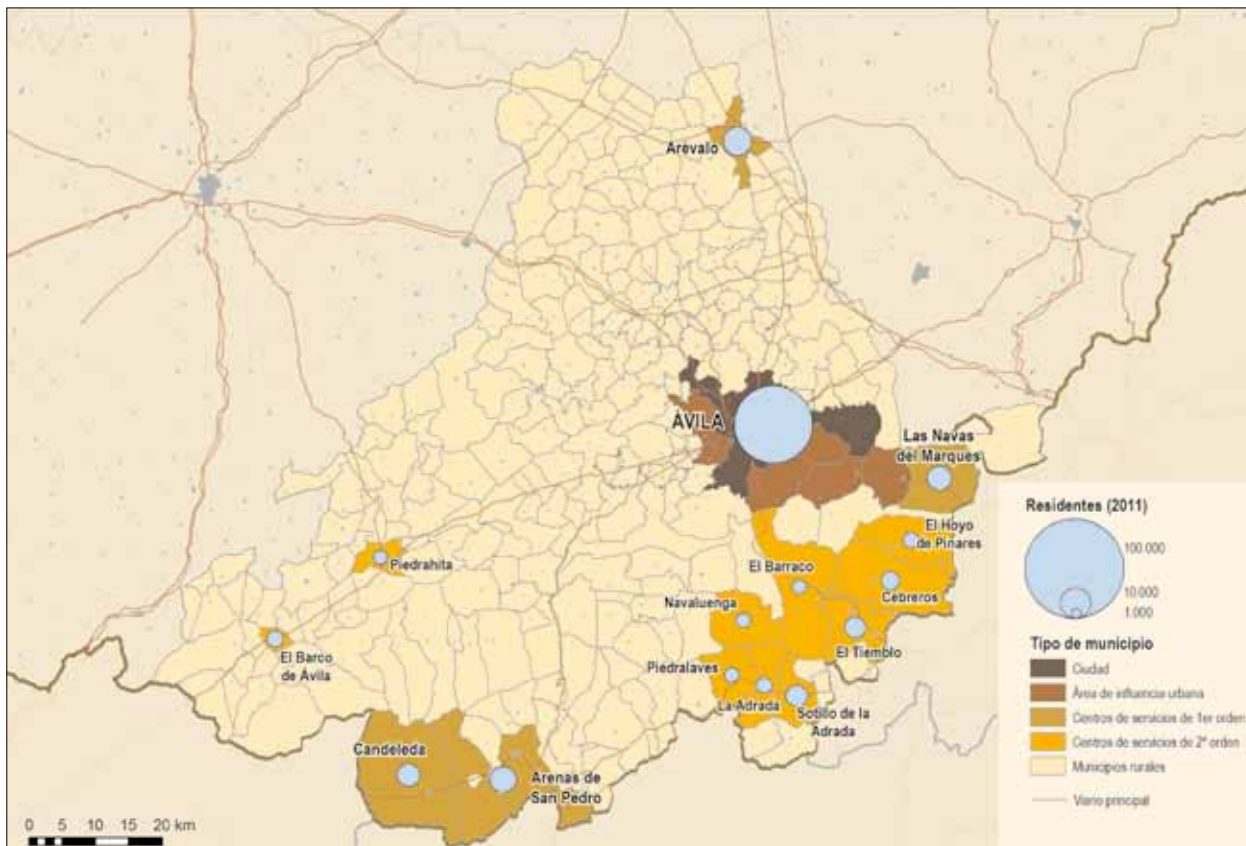 Arévalo
ÁVILA
Las Navas
del Marques
El Hoyo
de Pinares
El Barraco
Cebreros
Navaluenga
El Tiemblo
Piedralaves
La Adrada
Sotillo de la
Adrada
Piedrahita
El Barco
de Ávila
Candeleda
Arenas de
San Pedro
Residentes (2011)
100.000
10.000
1.000
Tipo de municipio
Ciudad
Área de influencia urbana
Centros de servicios de 1er orden
Centros de servicios de 2º orden
Municipios rurales
Viario principal
0 5 10 15 20 km